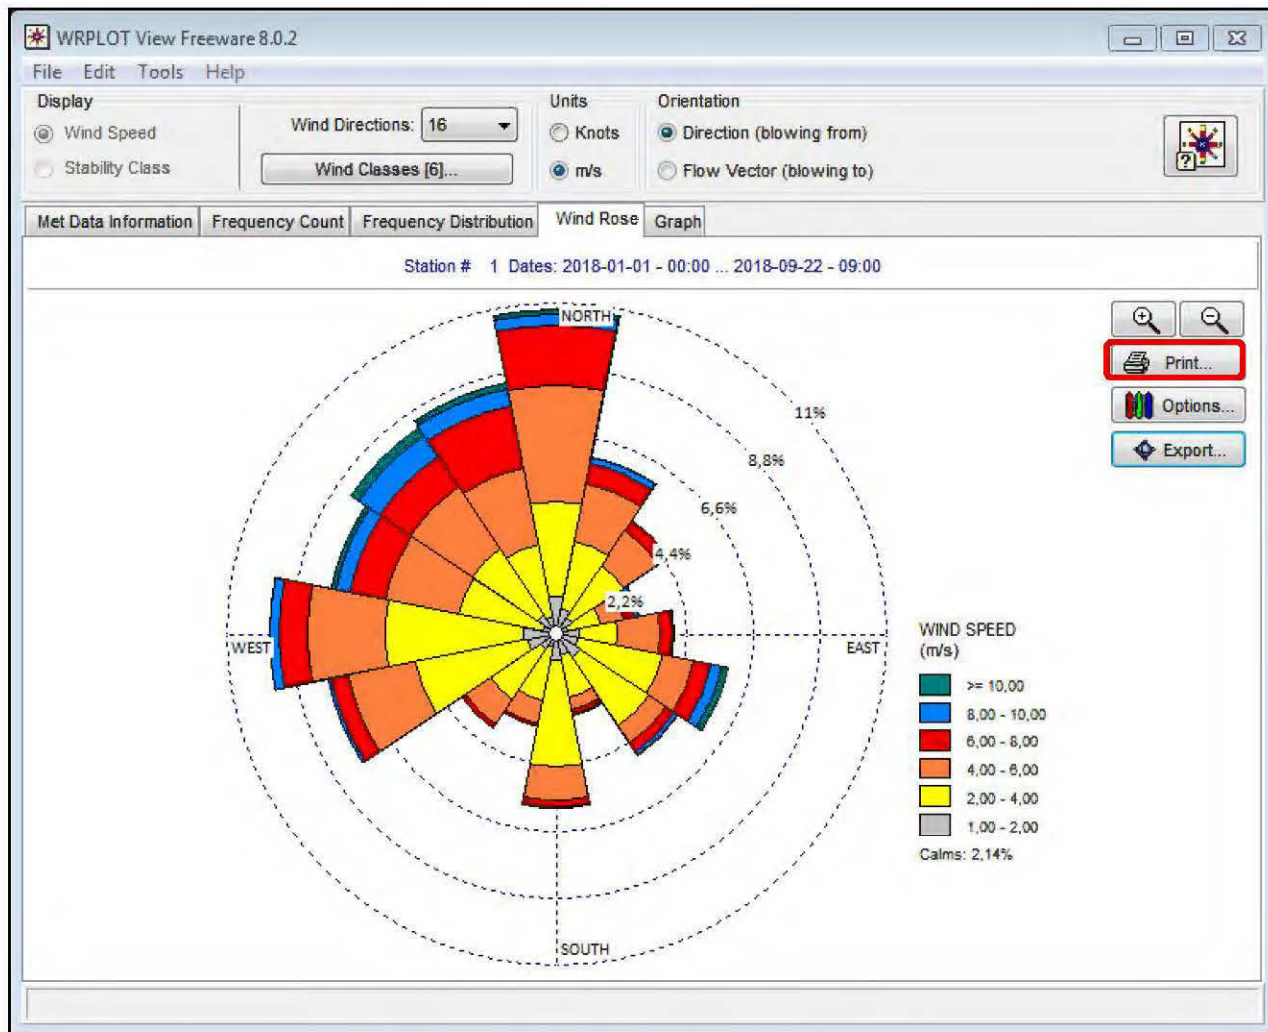 WRPLOT View Freeware 8.0.2
File Edit Tools Help
Display
Wind Speed
Stability Class
Wind Directions: 16
Wind Classes [6]...
Units
Knots
m/s
Orientation
Direction (blowing from)
Flow Vector (blowing to)
?
Met Data Information Frequency Count Frequency Distribution Wind Rose Graph
Station # 1 Dates: 2018-01-01 - 00:00 ... 2018-09-22 - 09:00
Print...
Options...
Export...
NORTH
11%
8,8%
6,6%
4,4%
2,2%
WEST
EAST
SOUTH
WIND SPEED
(m/s)
>= 10,00
8,00 - 10,00
6,00 - 8,00
4,00 - 6,00
2,00 - 4,00
1,00 - 2,00
Calms: 2,14%